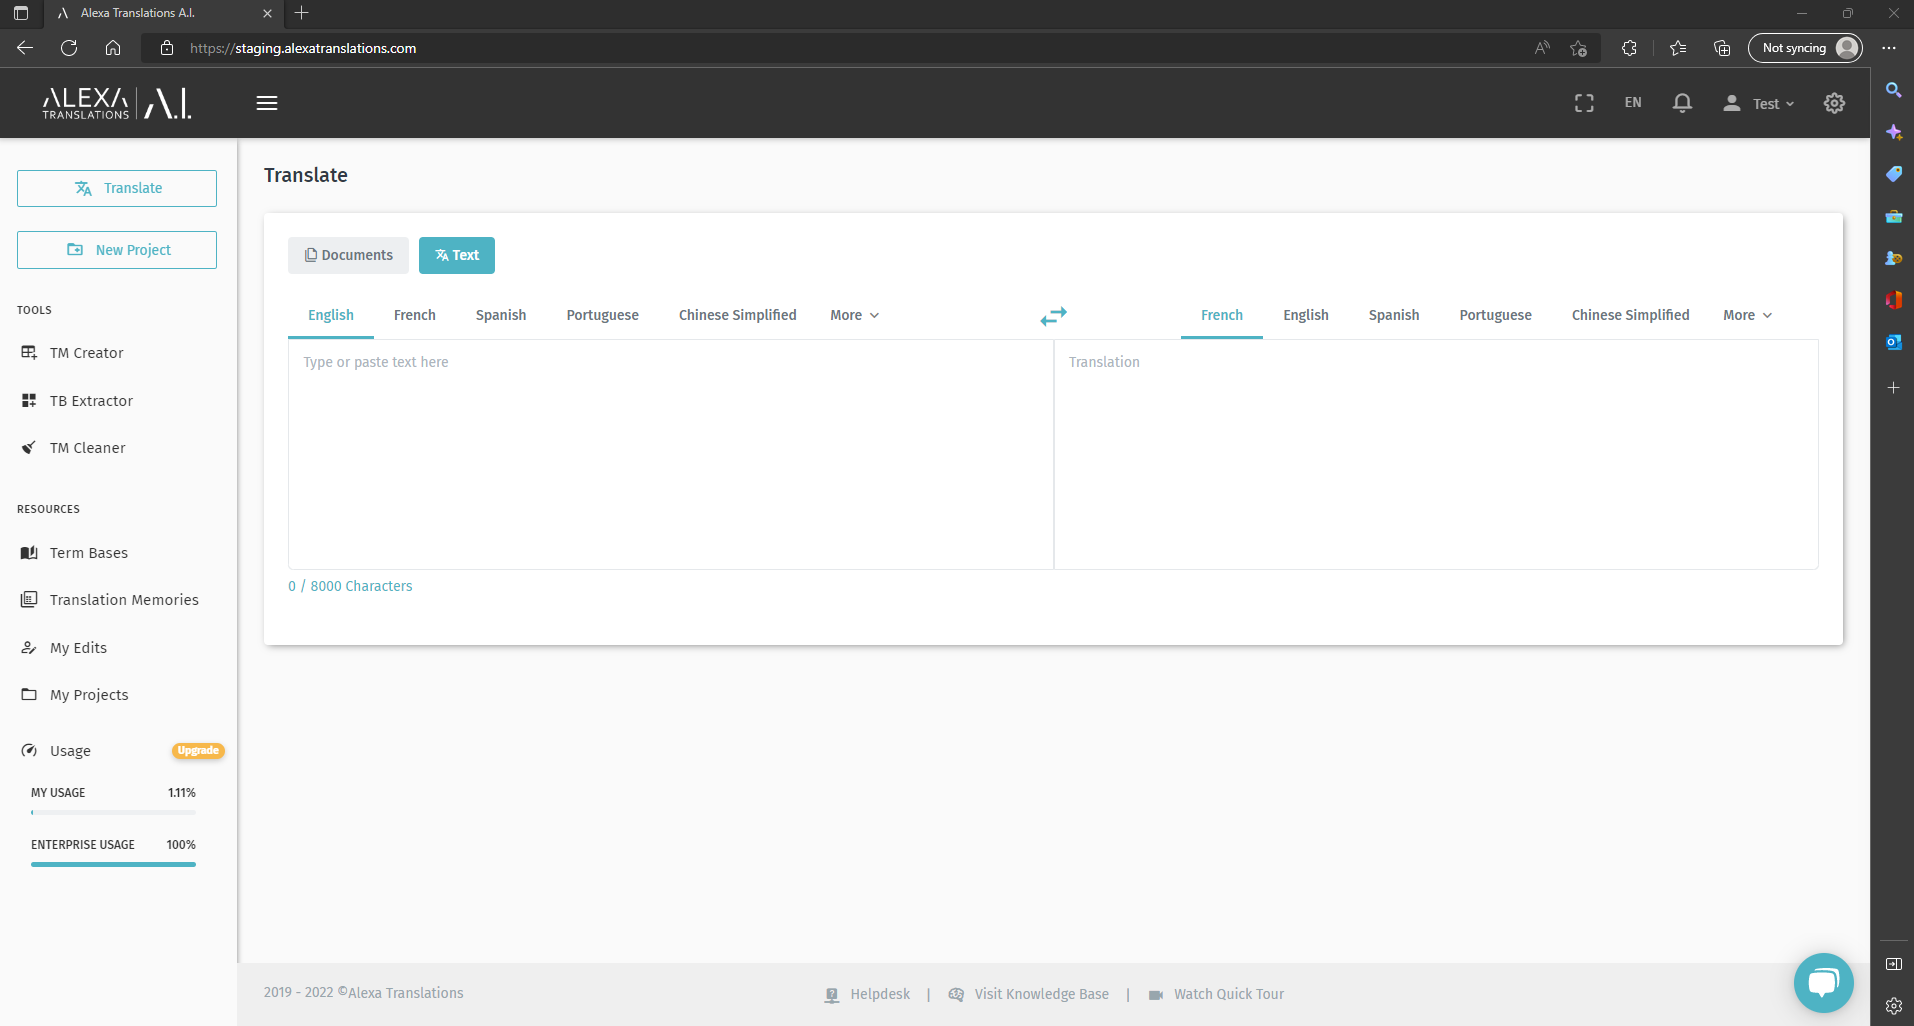 Alexa Translations A.I.
https://staging.alexatranslations.com
Not syncing
ALEXA TRANSLATIONS | A.I.
EN
Test
Translate
New Project
TOOLS
TM Creator
TB Extractor
TM Cleaner
RESOURCES
Term Bases
Translation Memories
My Edits
My Projects
Usage Upgrade
MY USAGE 1.11%
ENTERPRISE USAGE 100%
Translate
Documents Text
English French Spanish Portuguese Chinese Simplified More
French English Spanish Portuguese Chinese Simplified More
Type or paste text here
Translation
0 / 8000 Characters
2019 - 2022 ©Alexa Translations
Helpdesk | Visit Knowledge Base | Watch Quick Tour